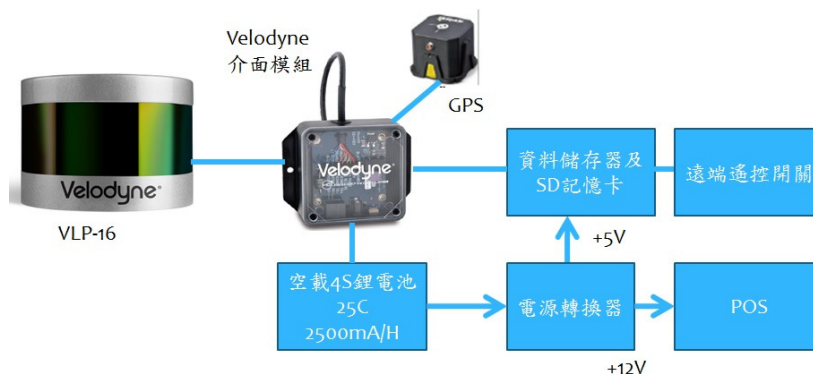 Velodyne
介面模組
GPS
Velodyne®
VLP-16
Velodyne®
資料儲存器及
SD記憶卡
遠端遙控開關
+5V
空載4S鋰電池
25C
2500mA/H
電源轉換器
POS
+12V